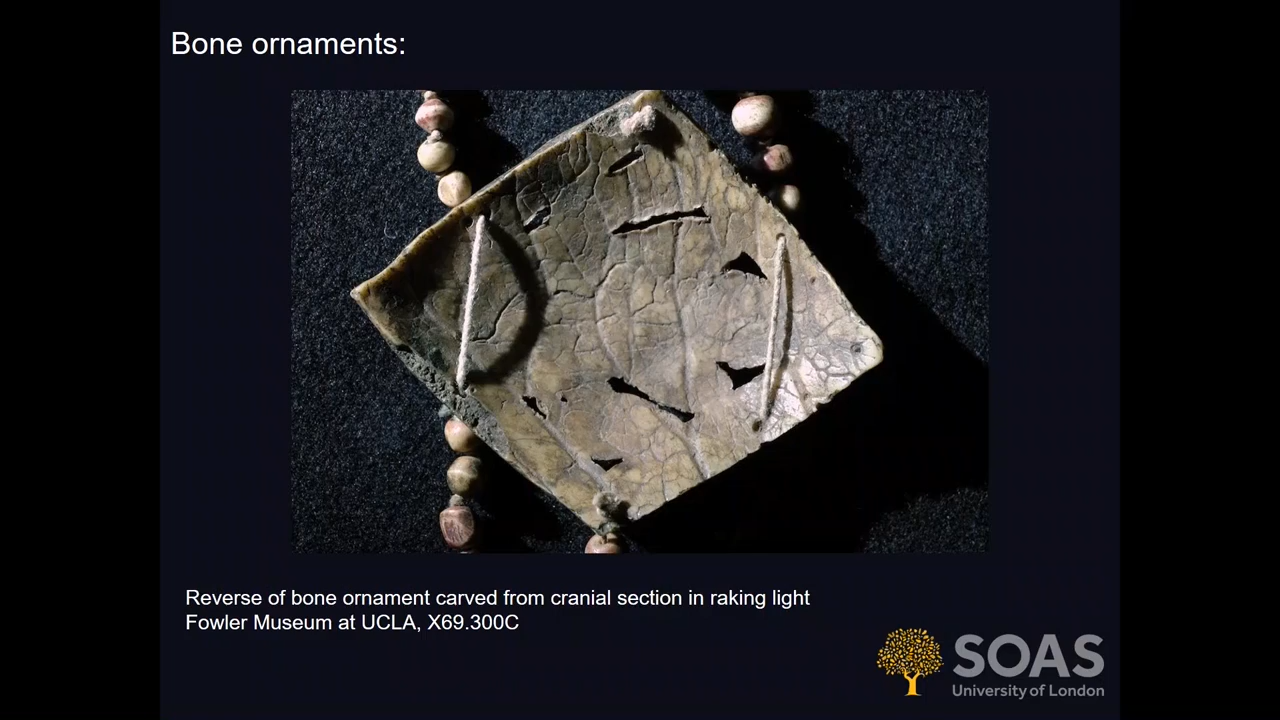 Bone ornaments:
Reverse of bone ornament carved from cranial section in raking light
Fowler Museum at UCLA, X69.300C
SOAS
University of London